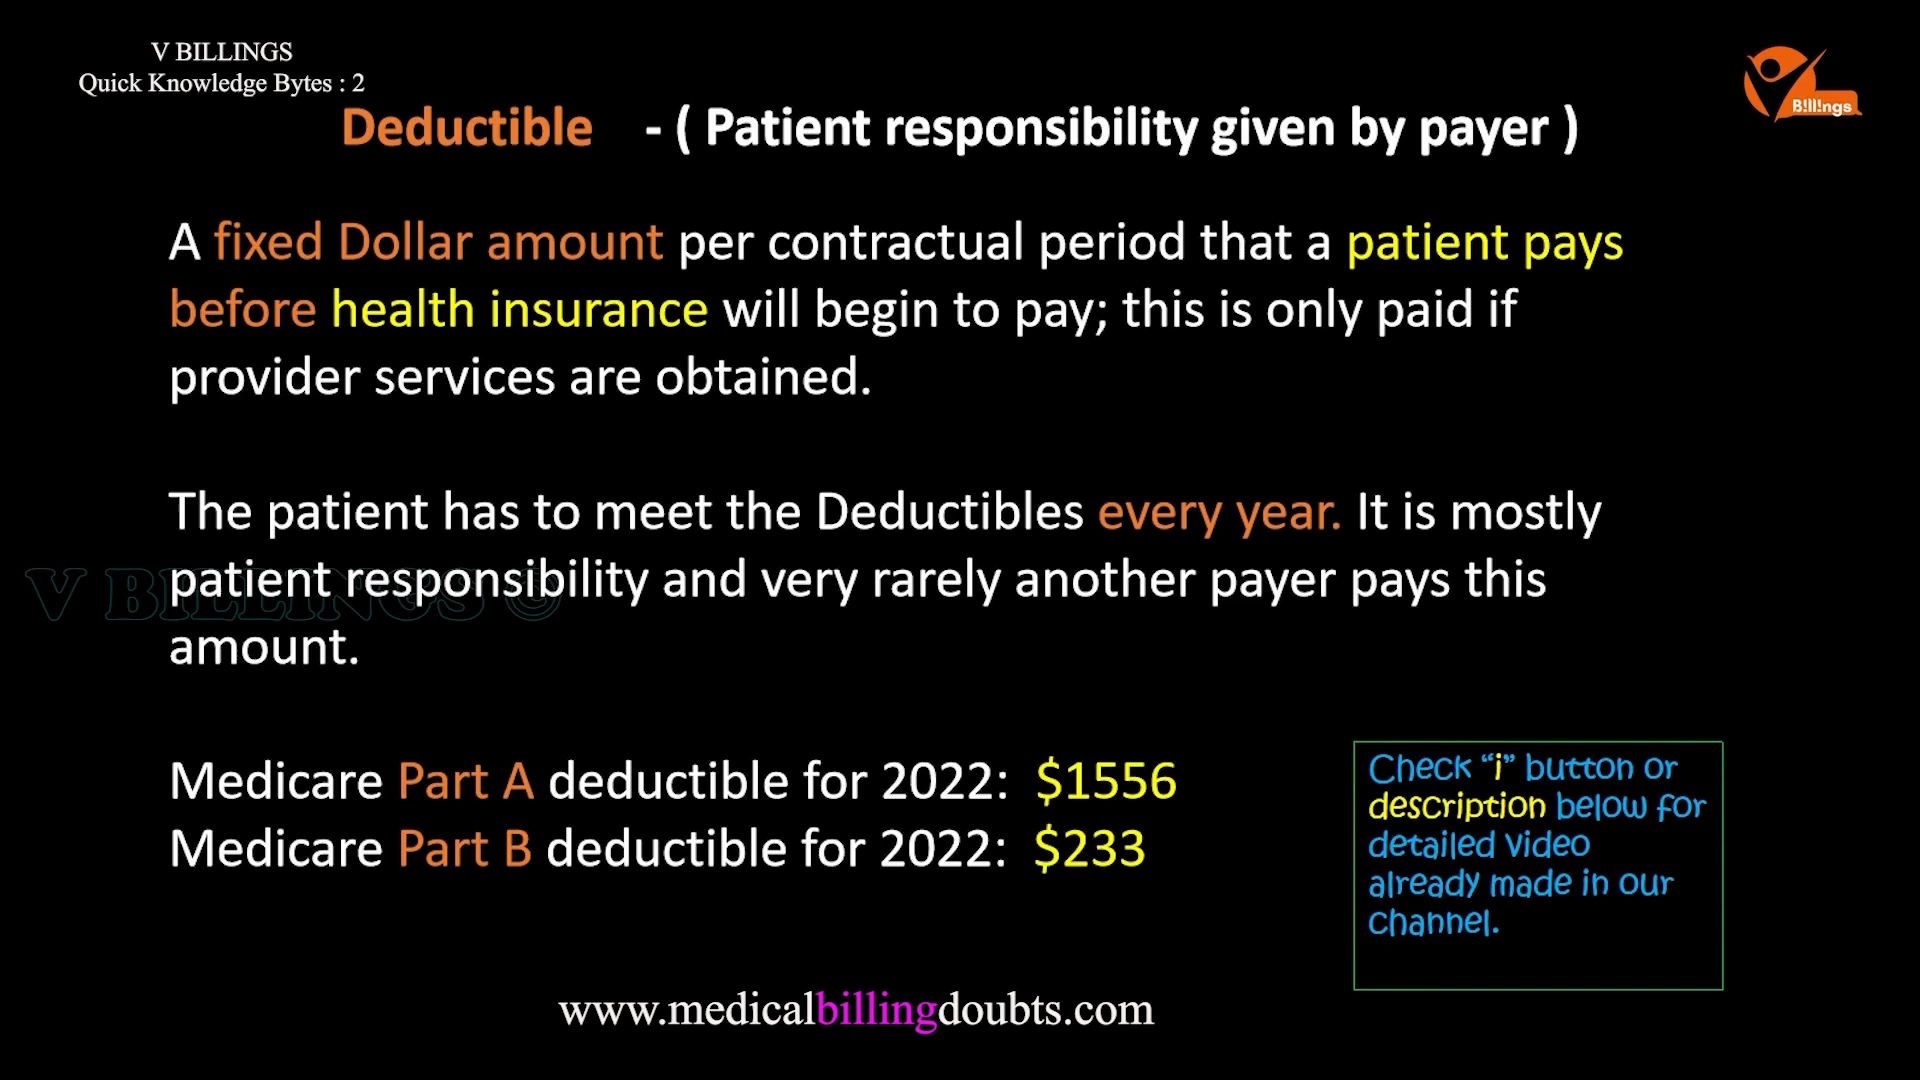 V BILLINGS
Quick Knowledge Bytes : 2
B!ll!ngs
Deductible - ( Patient responsibility given by payer )
A fixed Dollar amount per contractual period that a patient pays
before health insurance will begin to pay; this is only paid if
provider services are obtained.
The patient has to meet the Deductibles every year. It is mostly
patient responsibility and very rarely another payer pays this
amount.
V BILLINGS ©
Medicare Part A deductible for 2022: $1556
Medicare Part B deductible for 2022: $233
Check “i” button or
description below for
detailed Video
already made in our
channel.
www.medicalbillingdoubts.com